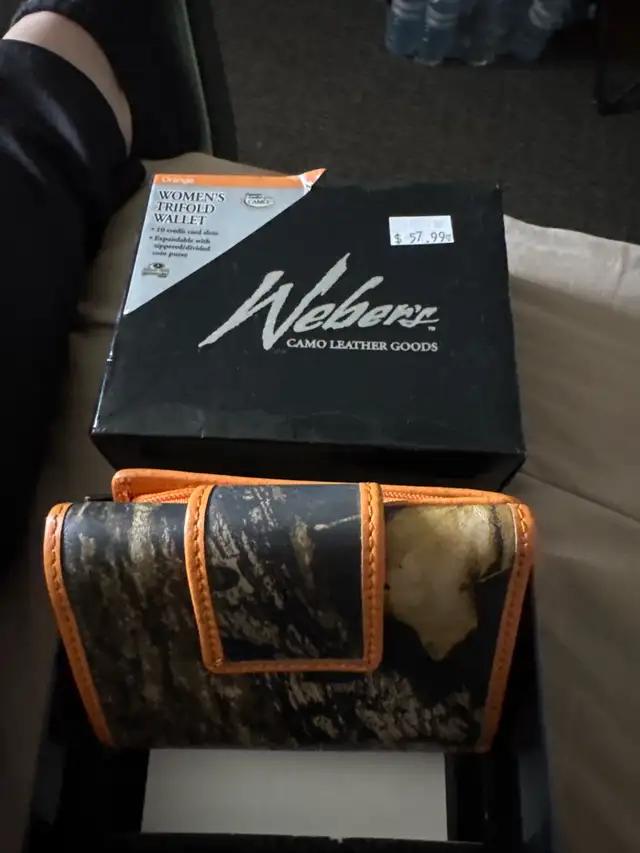 Orange
WOMEN'S
TRIFOLD
WALLET
• 10 credit card slots
• Expandable with
zippered/divided
coin purse
CAMO
$ 57.99
Weber's
CAMO LEATHER GOODS